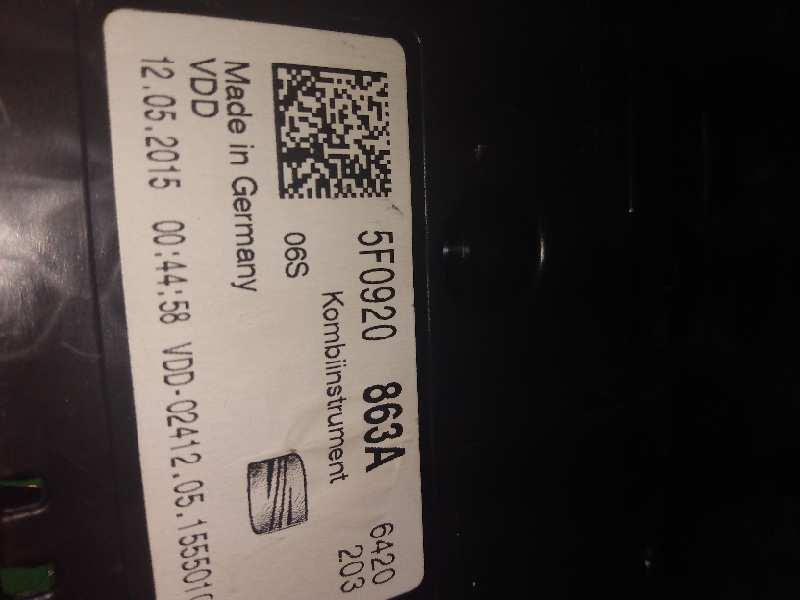 5F0920 863A 6420
Kombiinstrument 203
06S
Made in Germany
VDD
12.05.2015 00:44:58 VDD-02412.05.1555010